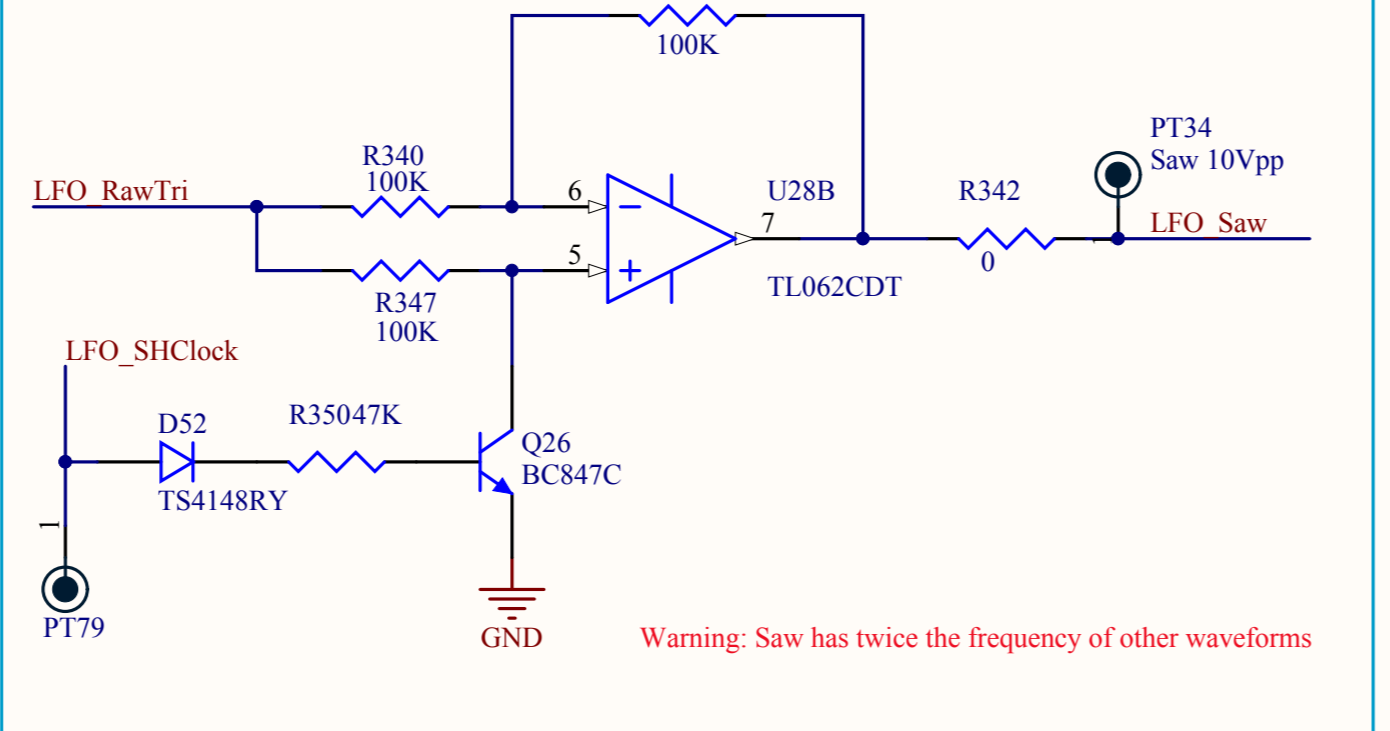 100K
PT34
Saw 10Vpp
R340
100K
LFO_RawTri
6
U28B
R342
7
LFO_Saw
5
0
TL062CDT
R347
100K
LFO_SHClock
D52
R35047K
Q26
BC847C
TS4148RY
1
PT79
GND
Warning: Saw has twice the frequency of other waveforms